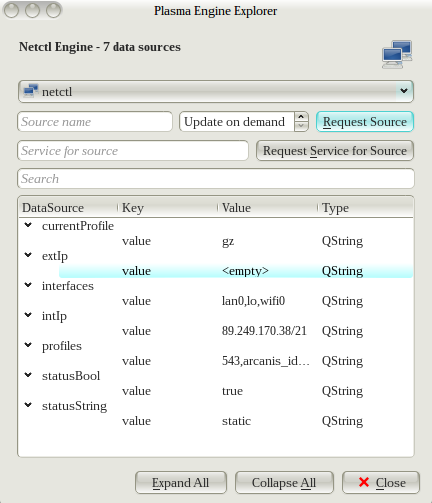 Plasma Engine Explorer
Netctl Engine - 7 data sources
netctl
Source name Update on demand Request Source
Service for source Request Service for Source
Search
DataSource Key Value Type
currentProfile
value gz QString
extIp
value <empty> QString
interfaces
value lan0,lo,wifi0 QString
intIp
value 89.249.170.38/21 QString
profiles
value 543,arcanis_id... QString
statusBool
value true QString
statusString
value static QString
Expand All Collapse All Close